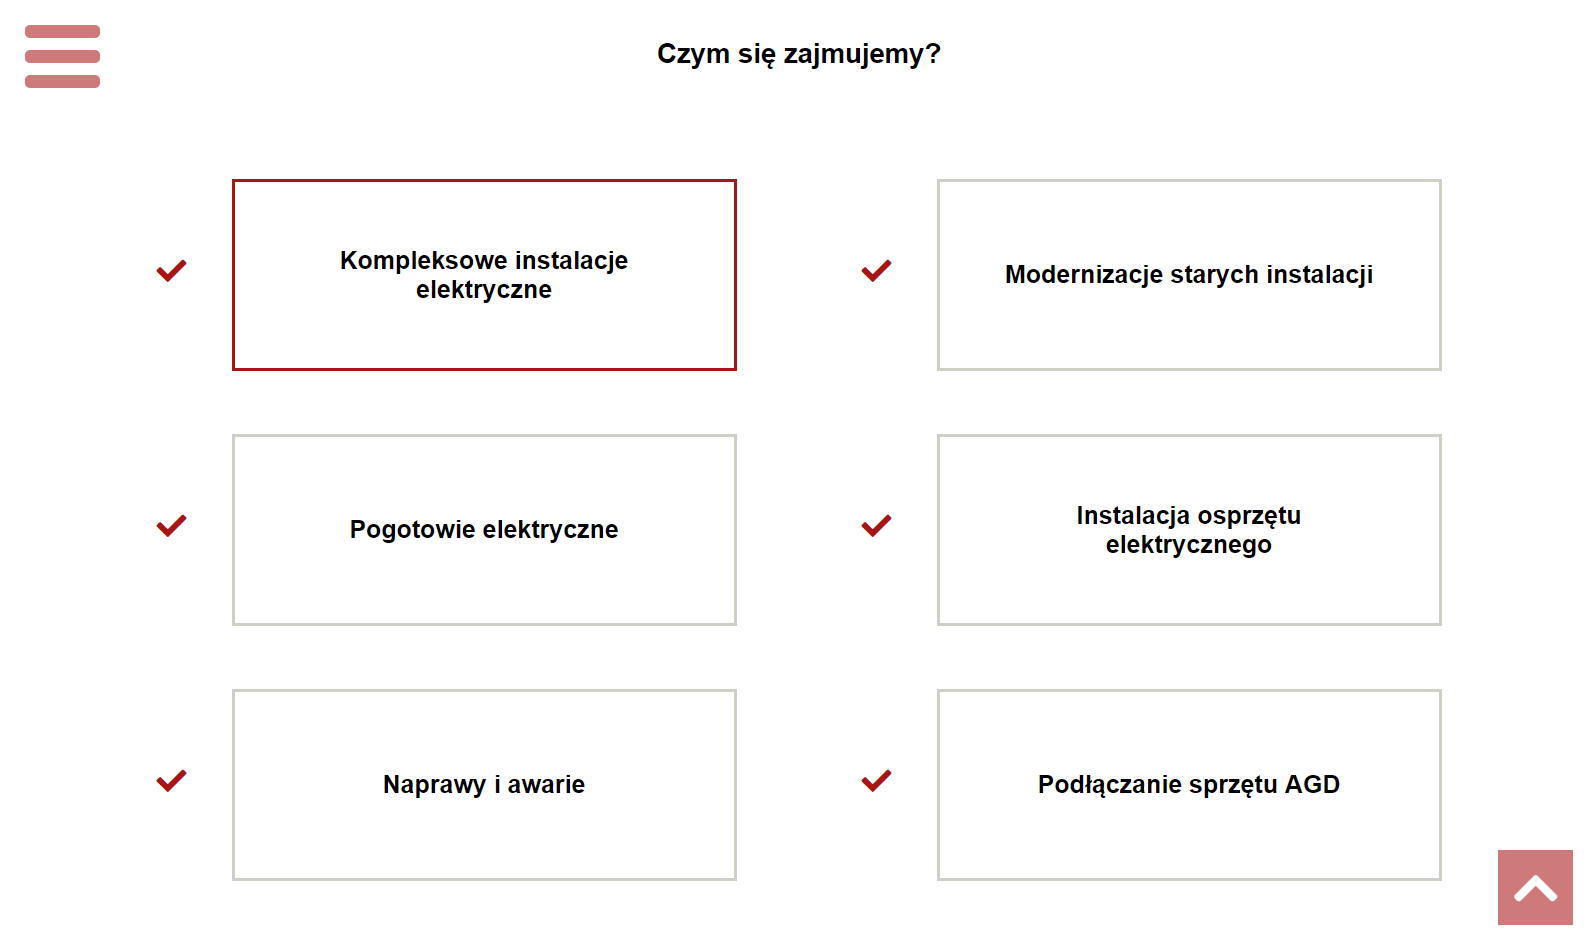 Czym się zajmujemy?
Kompleksowe instalacje
elektryczne
Modernizacje starych instalacji
Pogotowie elektryczne
Instalacja osprzętu
elektrycznego
Naprawy i awarie
Podłączanie sprzętu AGD